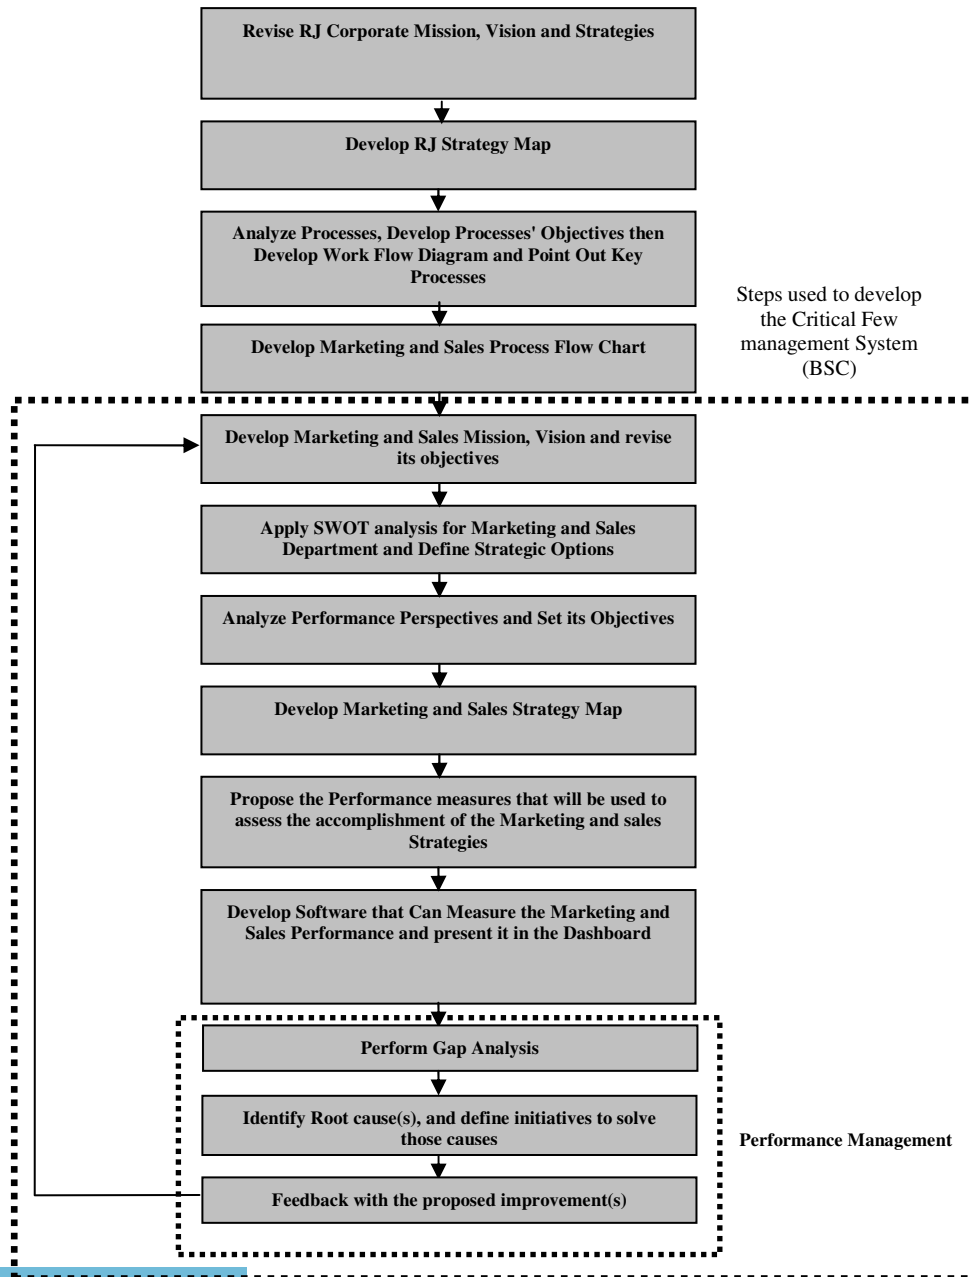 Revise RJ Corporate Mission, Vision and Strategies
Develop RJ Strategy Map
Analyze Processes, Develop Processes' Objectives then
Develop Work Flow Diagram and Point Out Key
Processes
Develop Marketing and Sales Process Flow Chart
Steps used to develop
the Critical Few
management System
(BSC)
Develop Marketing and Sales Mission, Vision and revise
its objectives
Apply SWOT analysis for Marketing and Sales
Department and Define Strategic Options
Analyze Performance Perspectives and Set its Objectives
Develop Marketing and Sales Strategy Map
Propose the Performance measures that will be used to
assess the accomplishment of the Marketing and sales
Strategies
Develop Software that Can Measure the Marketing and
Sales Performance and present it in the Dashboard
Perform Gap Analysis
Identify Root cause(s), and define initiatives to solve
those causes
Performance Management
Feedback with the proposed improvement(s)